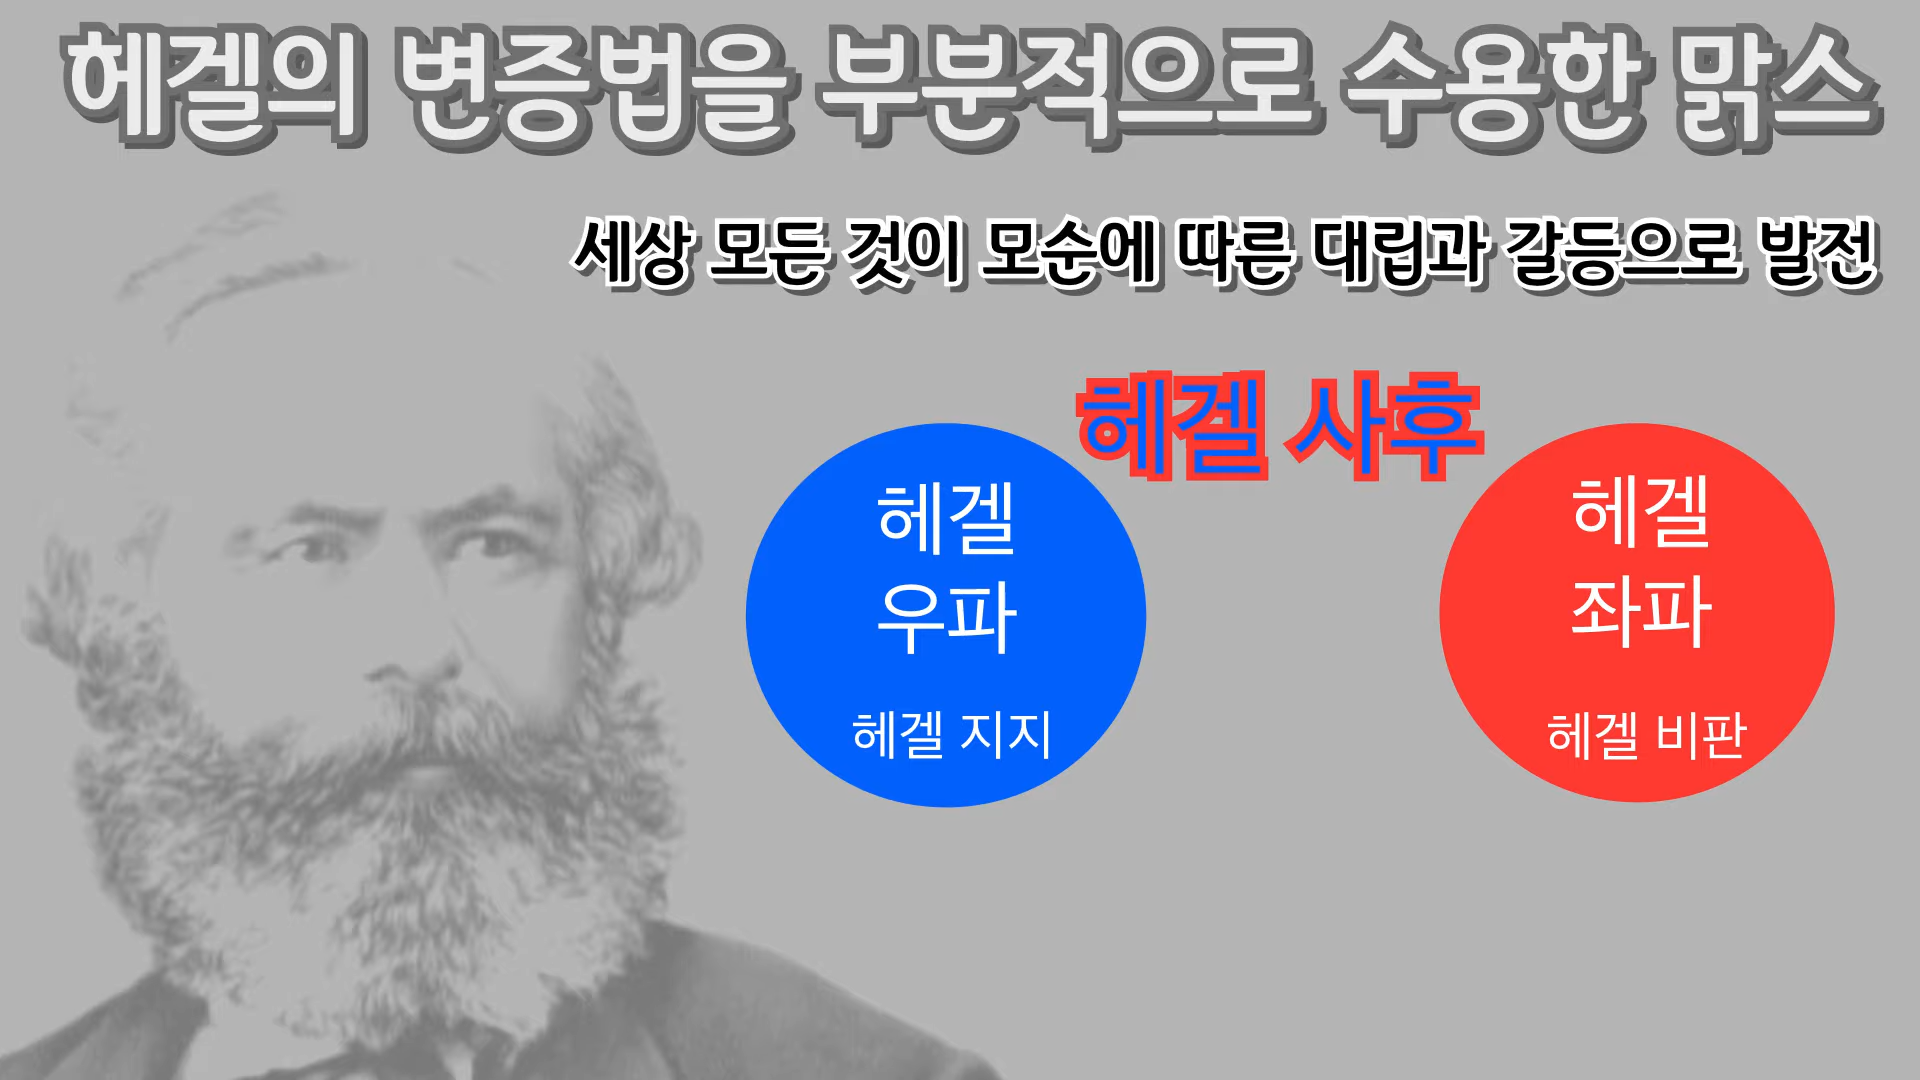 헤겔의 변증법을 부분적으로 수용한 맑스
세상 모든 것이 모순에 따른 대립과 갈등으로 발전
헤겔 사후
헤겔
우파
헤겔 지지
헤겔
좌파
헤겔 비판